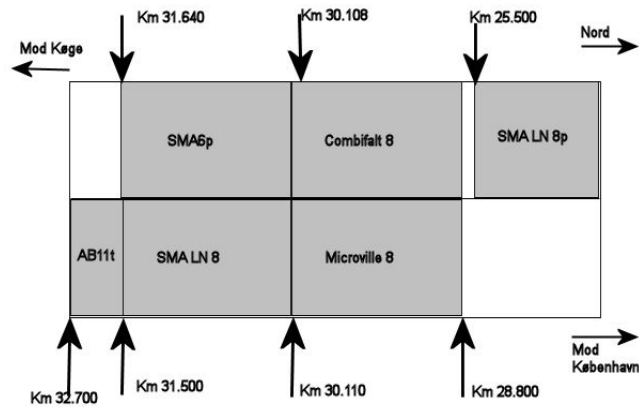 Km 31.640
Km 30.108
Km 25.500
Mod Køge
Nord
SMA6p
Combifalt 8
SMA LN 8p
AB11t
SMA LN 8
Microville 8
Km 32.700
Km 31.500
Km 30.110
Km 28.800
Mod
København